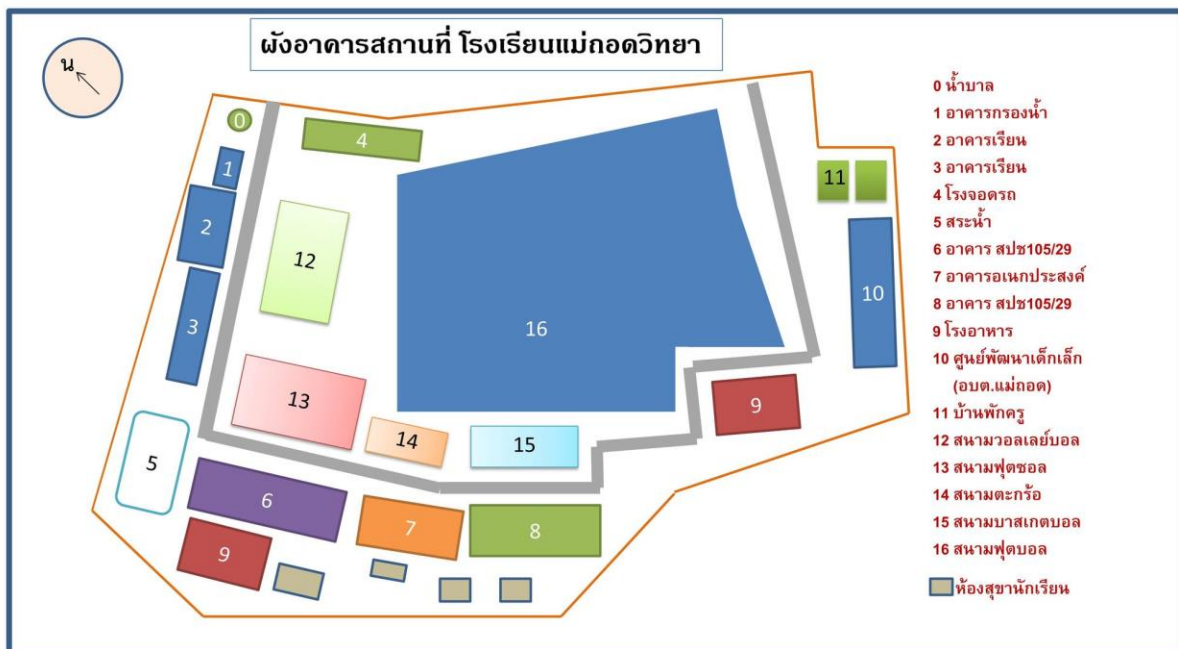 ผังอาคารสถานที่ โรงเรียนแม่ถอดวิทยา
น
0 น้ำบาล
1 อาคารกรองน้ำ
2 อาคารเรียน
3 อาคารเรียน
4 โรงจอดรถ
5 สระน้ำ
6 อาคาร สปช105/29
7 อาคารอเนกประสงค์
8 อาคาร สปช105/29
9 โรงอาหาร
10 ศูนย์พัฒนาเด็กเล็ก
(อบต.แม่ถอด)
11 บ้านพักครู
12 สนามวอลเลย์บอล
13 สนามฟุตซอล
14 สนามตะกร้อ
15 สนามบาสเกตบอล
16 สนามฟุตบอล
ห้องสุขานักเรียน
0
4
1
11
2
12
10
3
16
13
9
14
15
5
6
7
8
9